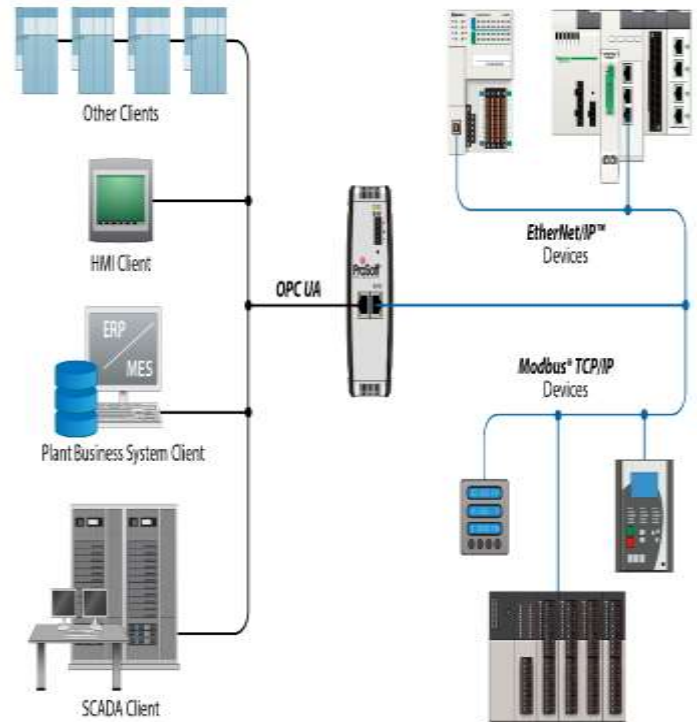 Other Clients
HMI Client
OPC UA
ProSoft
EtherNet/IP™
Devices
ERP
MES
Modbus® TCP/IP
Devices
Plant Business System Client
SCADA Client